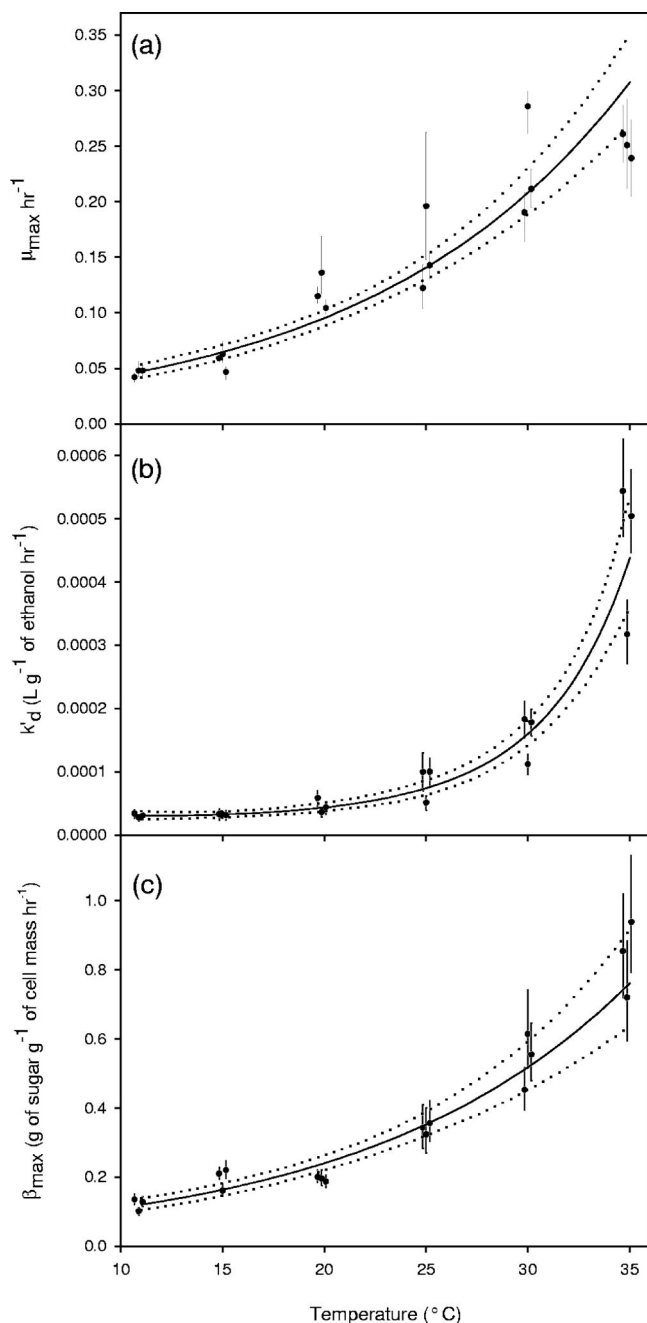 (a)
0.35
0.30
0.25
0.20
0.15
0.10
0.05
0.00
μmax hr⁻¹
(b)
0.0006
0.0005
0.0004
0.0003
0.0002
0.0001
0.0000
k'd (L g⁻¹ of ethanol hr⁻¹)
(c)
1.0
0.8
0.6
0.4
0.2
0.0
βmax (g of sugar g⁻¹ of cell mass hr⁻¹)
10 15 20 25 30 35
Temperature (°C)